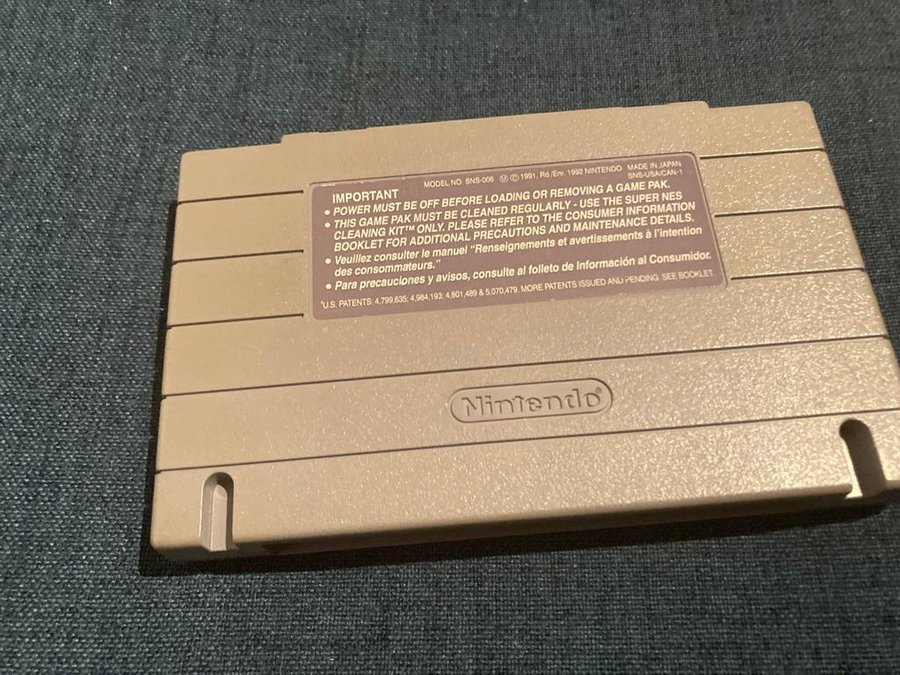 MODEL NO. SNS-006 Ⓜ © 1991, Rd./Enr. 1992 NINTENDO MADE IN JAPAN
SNS-USA/CAN-1
IMPORTANT
• POWER MUST BE OFF BEFORE LOADING OR REMOVING A GAME PAK.
• THIS GAME PAK MUST BE CLEANED REGULARLY - USE THE SUPER NES
CLEANING KIT™ ONLY. PLEASE REFER TO THE CONSUMER INFORMATION
BOOKLET FOR ADDITIONAL PRECAUTIONS AND MAINTENANCE DETAILS.
• Veuillez consulter le manuel "Renseignements et avertissements à l'intention
des consommateurs."
• Para precauciones y avisos, consulte al folleto de Información al Consumidor.
*U.S. PATENTS: 4,799,635; 4,984,193; 4,801,489 & 5,070,479. MORE PATENTS ISSUED AND PENDING. SEE BOOKLET
Nintendo®